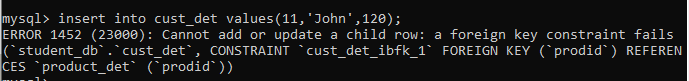 mysql> insert into cust_det values(11,'John',120);
ERROR 1452 (23000): Cannot add or update a child row: a foreign key constraint fails
(`student_db`.`cust_det`, CONSTRAINT `cust_det_ibfk_1` FOREIGN KEY (`prodid`) REFEREN
CES `product_det` (`prodid`))
mysql>